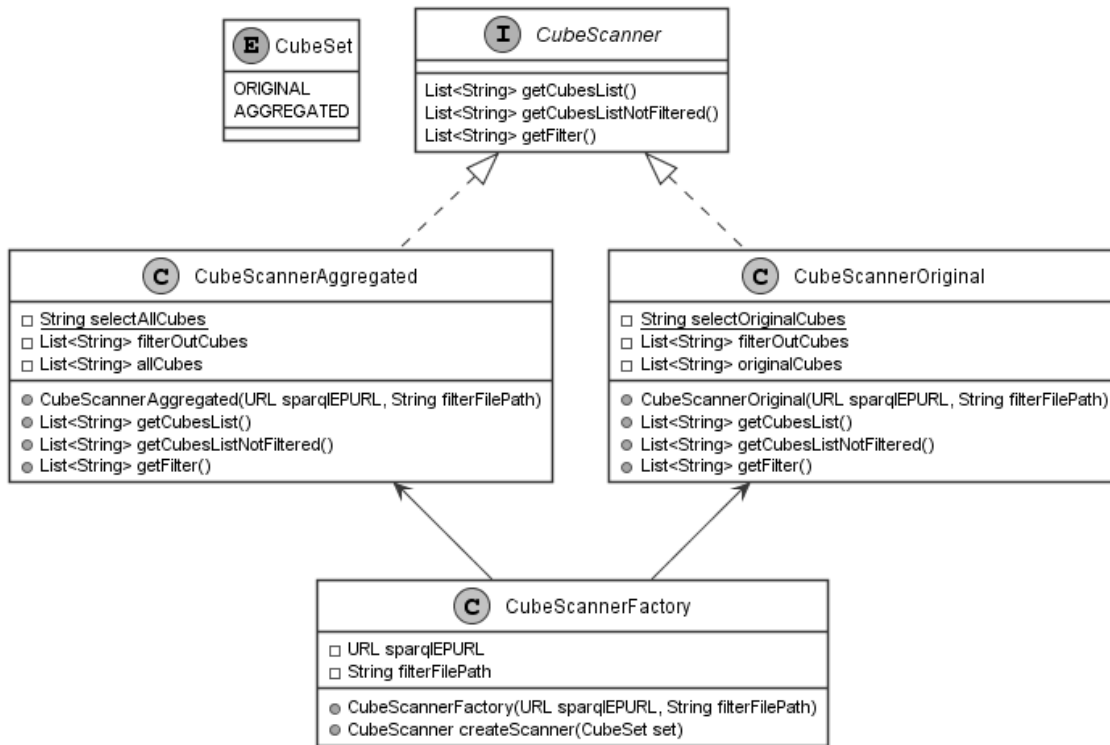 E CubeSet
ORIGINAL
AGGREGATED
I CubeScanner
List<String> getCubesList()
List<String> getCubesListNotFiltered()
List<String> getFilter()
C CubeScannerAggregated
String selectAllCubes
List<String> filterOutCubes
List<String> allCubes
CubeScannerAggregated(URL sparqlEPURL, String filterFilePath)
List<String> getCubesList()
List<String> getCubesListNotFiltered()
List<String> getFilter()
C CubeScannerOriginal
String selectOriginalCubes
List<String> filterOutCubes
List<String> originalCubes
CubeScannerOriginal(URL sparqlEPURL, String filterFilePath)
List<String> getCubesList()
List<String> getCubesListNotFiltered()
List<String> getFilter()
C CubeScannerFactory
URL sparqlEPURL
String filterFilePath
CubeScannerFactory(URL sparqlEPURL, String filterFilePath)
CubeScanner createScanner(CubeSet set)